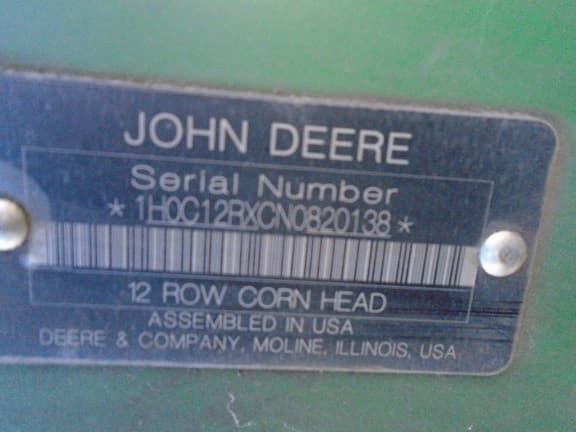 JOHN DEERE
Serial Number
*1H0C12RXCN0820138*
12 ROW CORN HEAD
ASSEMBLED IN USA
DEERE & COMPANY, MOLINE, ILLINOIS, USA